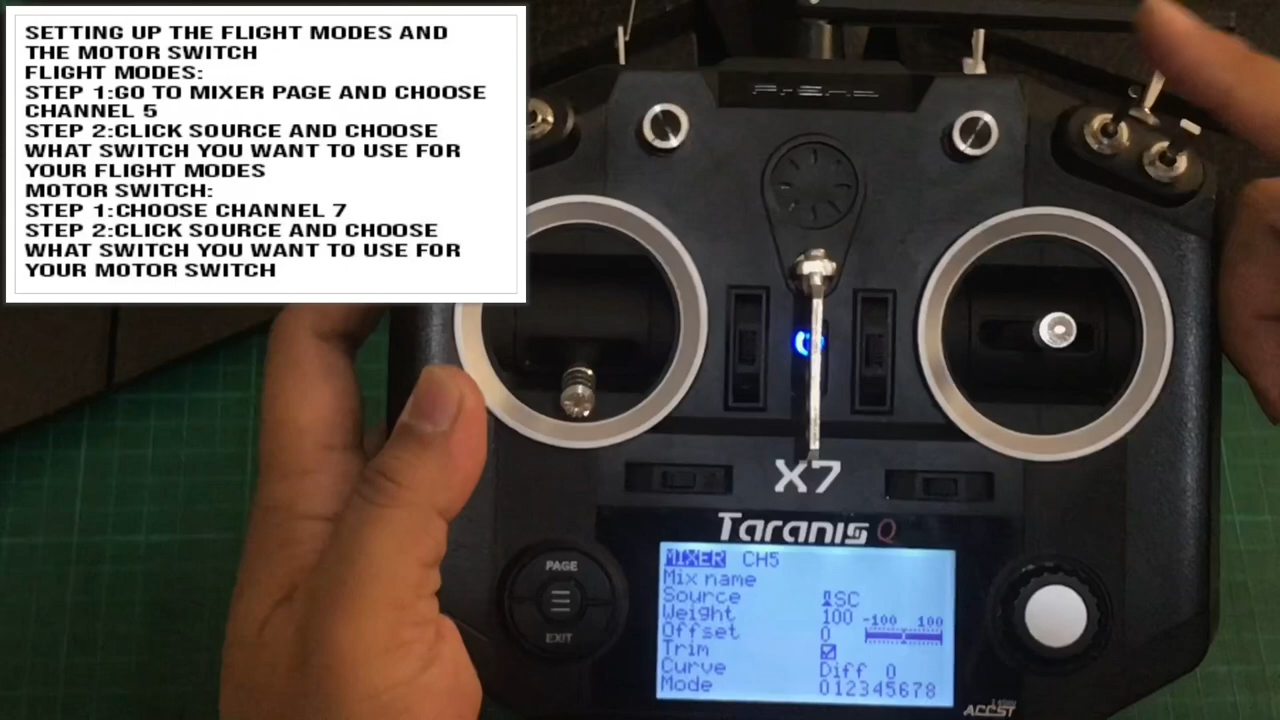 SETTING UP THE FLIGHT MODES AND
THE MOTOR SWITCH
FLIGHT MODES:
STEP 1:GO TO MIXER PAGE AND CHOOSE
CHANNEL 5
STEP 2:CLICK SOURCE AND CHOOSE
WHAT SWITCH YOU WANT TO USE FOR
YOUR FLIGHT MODES
MOTOR SWITCH:
STEP 1:CHOOSE CHANNEL 7
STEP 2:CLICK SOURCE AND CHOOSE
WHAT SWITCH YOU WANT TO USE FOR
YOUR MOTOR SWITCH
X7
Taranis Q
PAGE
EXIT
MIXER CH5
Mix name
Source SC
Weight 100 -100 100
Offset 0
Trim
Curve Diff 0
Mode 012345678
ACCST